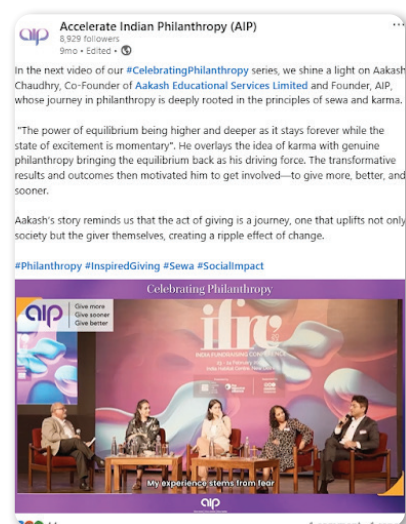 Accelerate Indian Philanthropy (AIP)
8,929 followers
9mo • Edited •
In the next video of our #CelebratingPhilanthropy series, we shine a light on Aakash
Chaudhry, Co-Founder of Aakash Educational Services Limited and Founder, AIP,
whose journey in philanthropy is deeply rooted in the principles of sewa and karma.
"The power of equilibrium being higher and deeper as it stays forever while the
state of excitement is momentary". He overlays the idea of karma with genuine
philanthropy bringing the equilibrium back as his driving force. The transformative
results and outcomes then motivated him to get involved—to give more, better, and
sooner.
Aakash's story reminds us that the act of giving is a journey, one that uplifts not only
society but the giver themselves, creating a ripple effect of change.
#Philanthropy #InspiredGiving #Sewa #SocialImpact
Celebrating Philanthropy
aip
Give more
Give sooner
Give better
ifrc
INDIA FUNDRAISING CONFERENCE
My experience stems from fear
aip